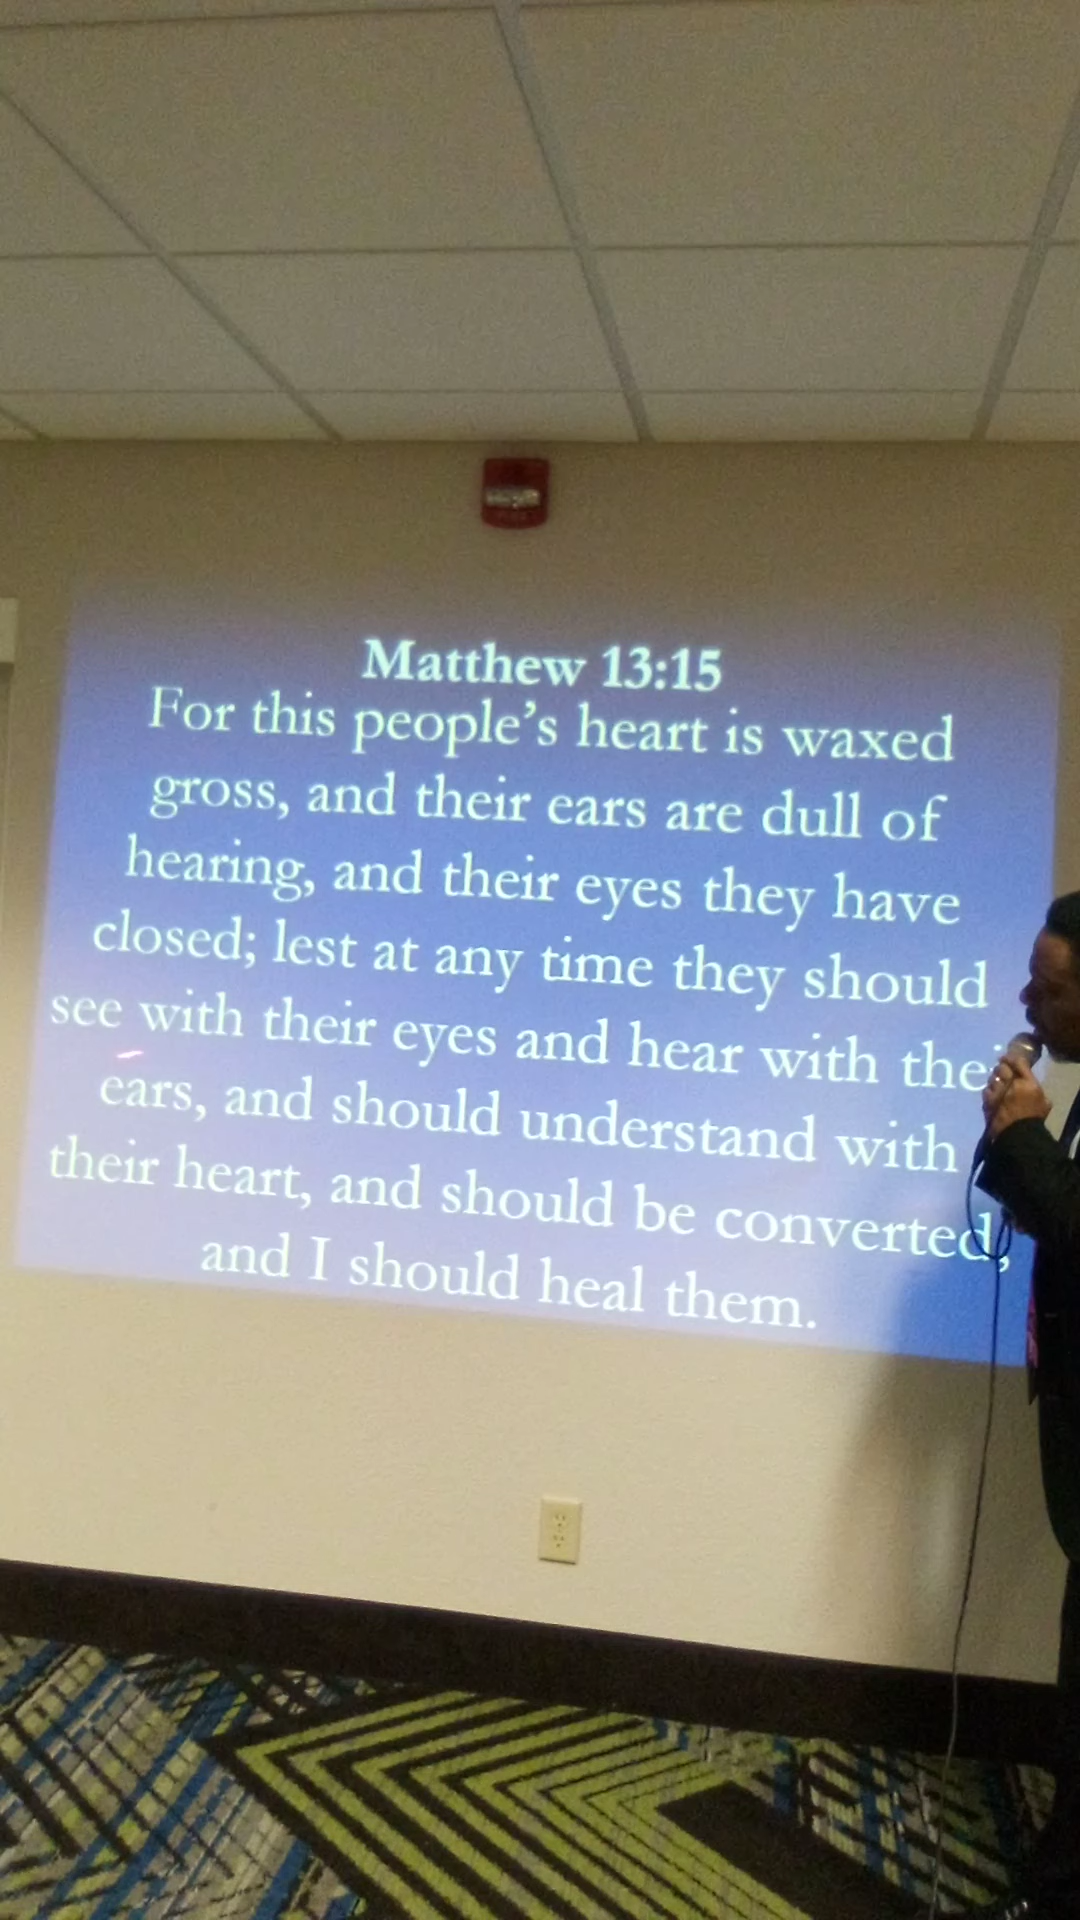 Matthew 13:15
For this people's heart is waxed
gross, and their ears are dull of
hearing, and their eyes they have
closed; lest at any time they should
see with their eyes and hear with thei
ears, and should understand with
their heart, and should be converted,
and I should heal them.